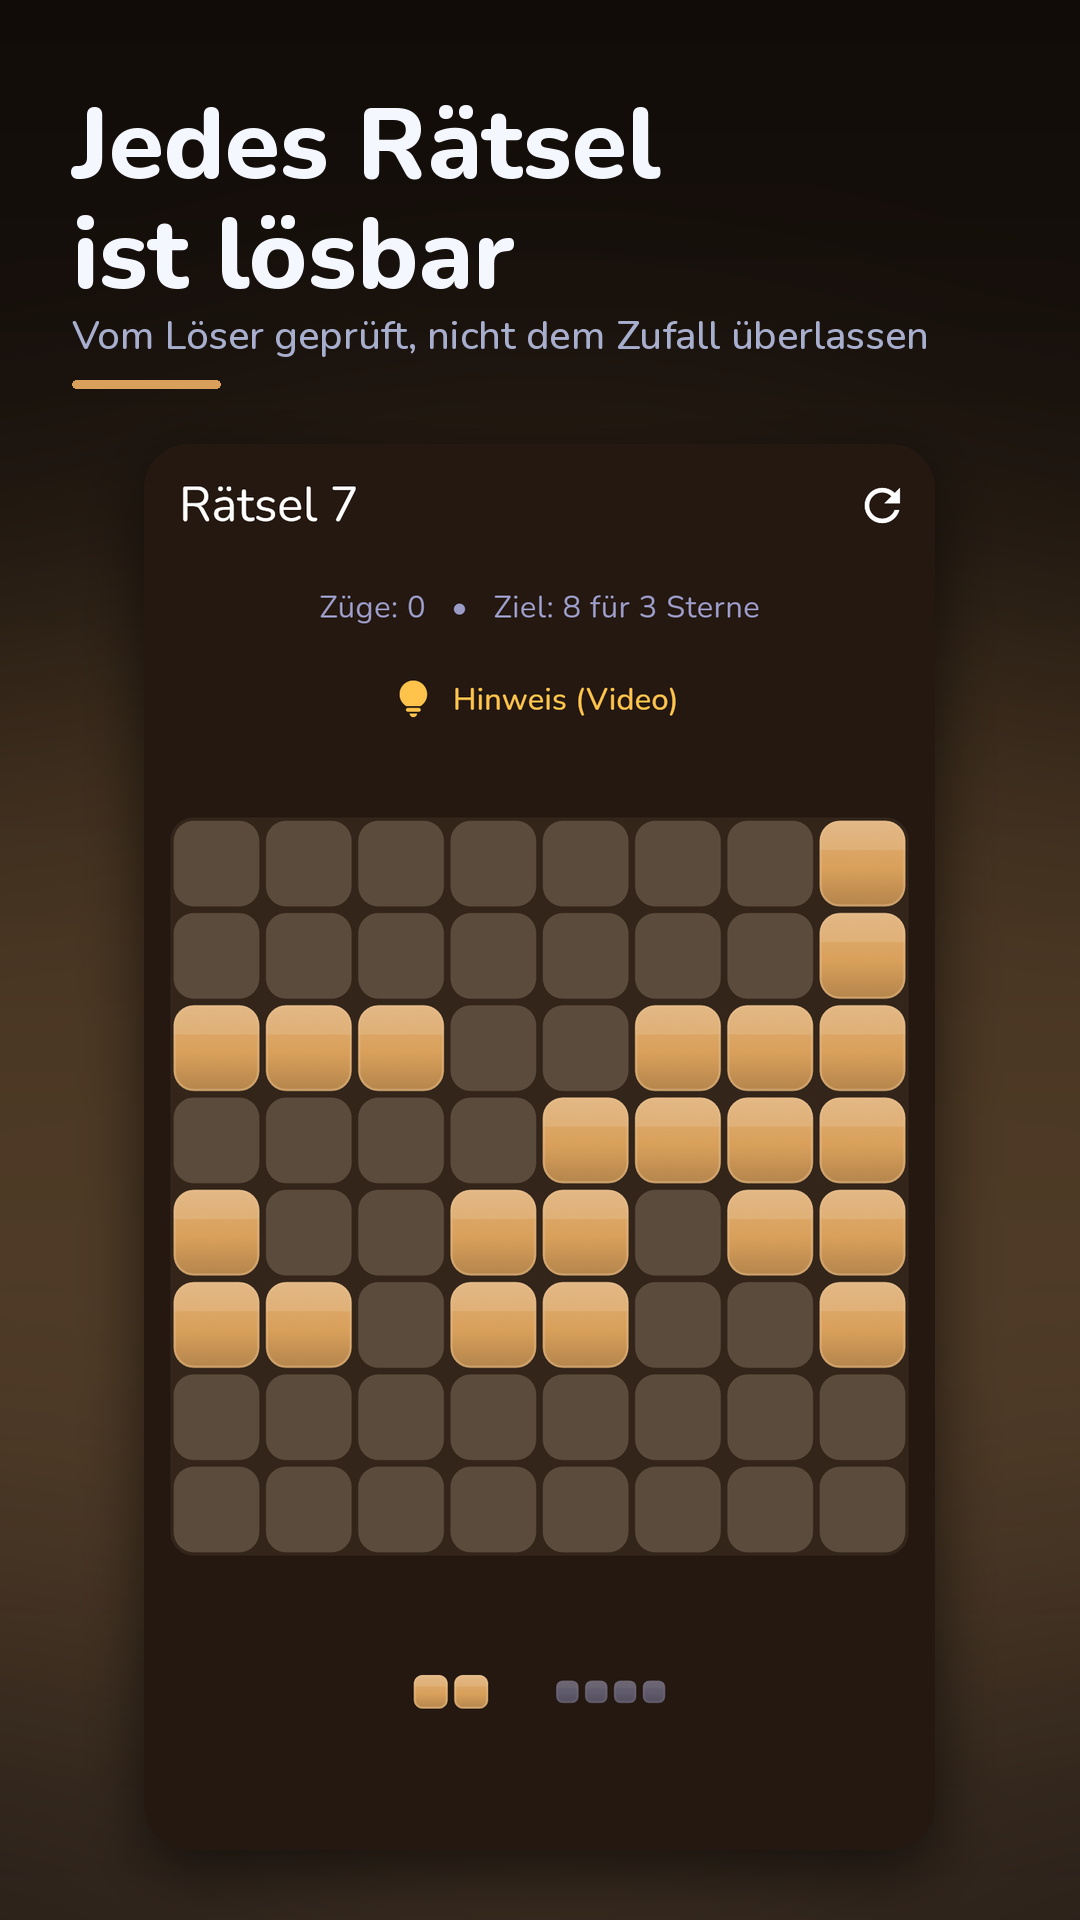 Jedes Rätsel
ist lösbar
Vom Löser geprüft, nicht dem Zufall überlassen
Rätsel 7
Züge: 0 • Ziel: 8 für 3 Sterne
Hinweis (Video)